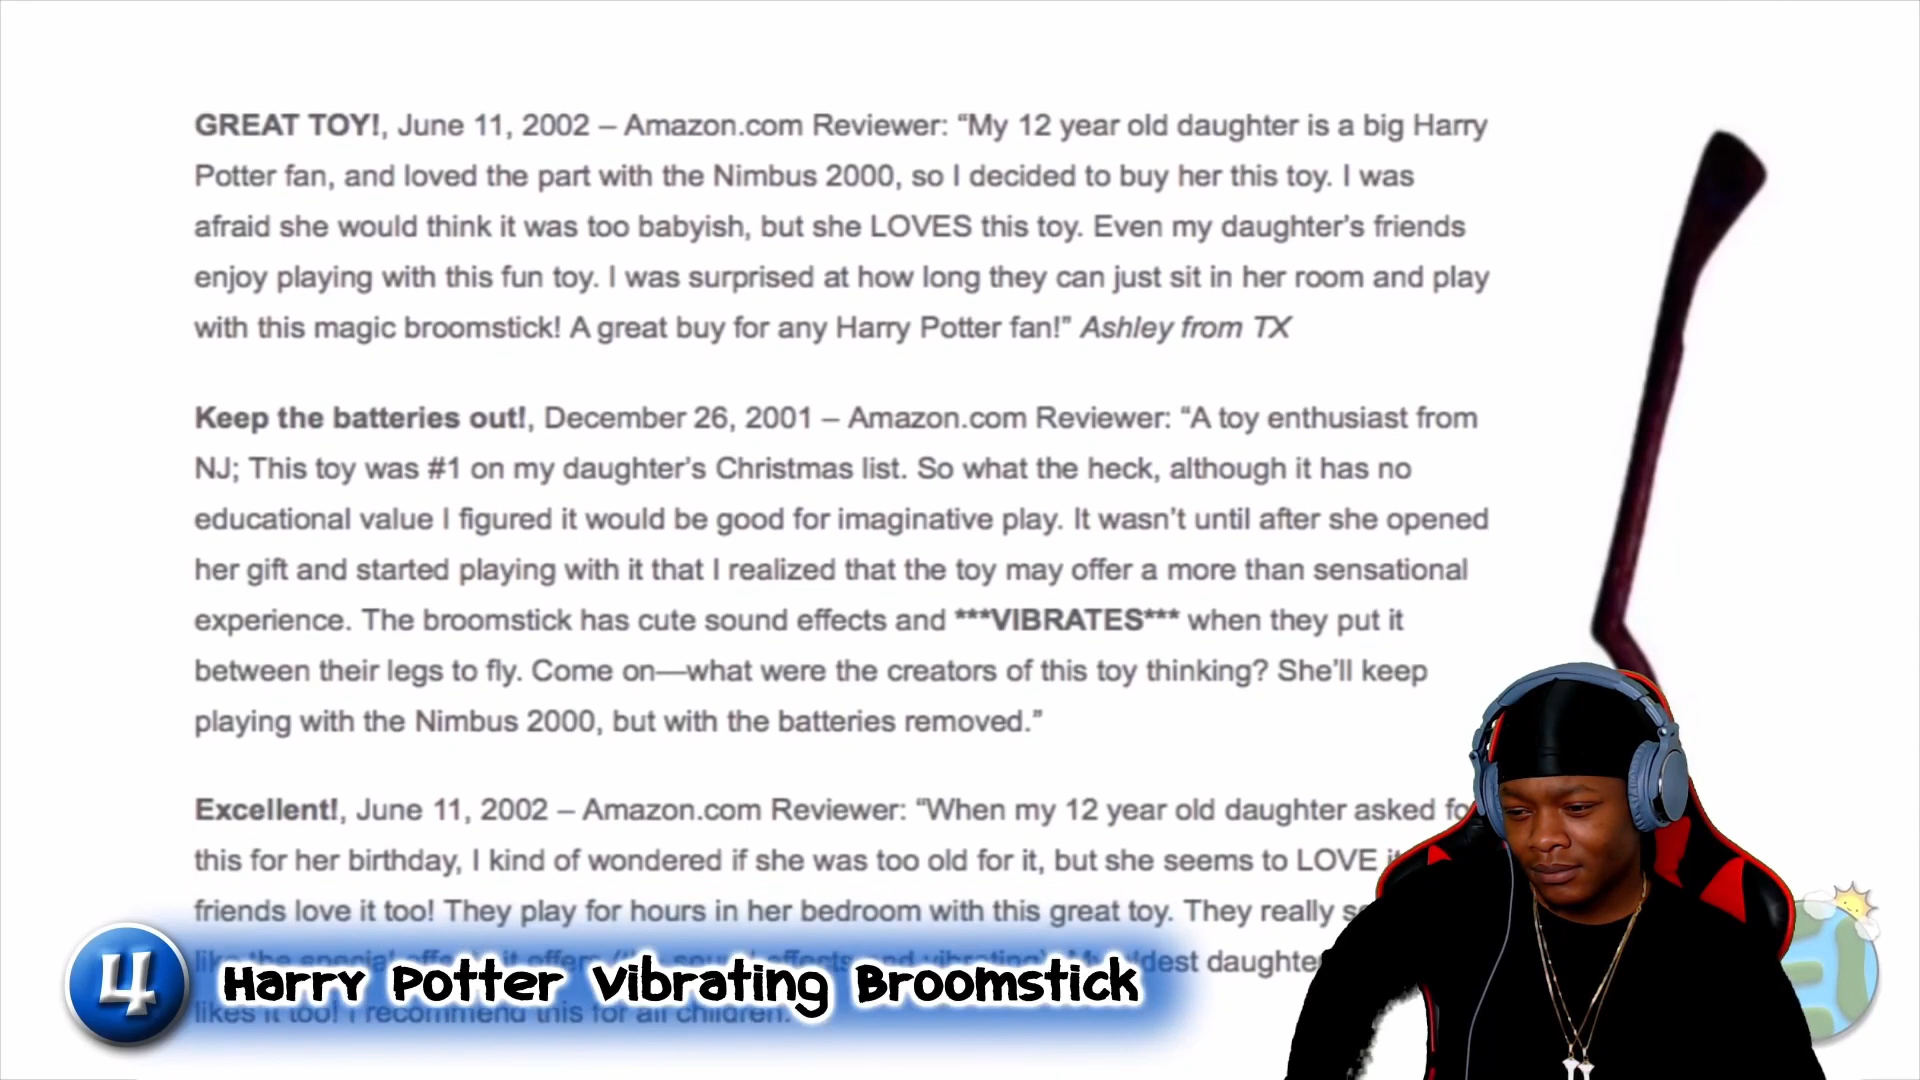 GREAT TOY!, June 11, 2002 – Amazon.com Reviewer: “My 12 year old daughter is a big Harry
Potter fan, and loved the part with the Nimbus 2000, so I decided to buy her this toy. I was
afraid she would think it was too babyish, but she LOVES this toy. Even my daughter’s friends
enjoy playing with this fun toy. I was surprised at how long they can just sit in her room and play
with this magic broomstick! A great buy for any Harry Potter fan!” Ashley from TX
Keep the batteries out!, December 26, 2001 – Amazon.com Reviewer: “A toy enthusiast from
NJ; This toy was #1 on my daughter’s Christmas list. So what the heck, although it has no
educational value I figured it would be good for imaginative play. It wasn’t until after she opened
her gift and started playing with it that I realized that the toy may offer a more than sensational
experience. The broomstick has cute sound effects and ***VIBRATES*** when they put it
between their legs to fly. Come on—what were the creators of this toy thinking? She’ll keep
playing with the Nimbus 2000, but with the batteries removed.”
Excellent!, June 11, 2002 – Amazon.com Reviewer: “When my 12 year old daughter asked
this for her birthday, I kind of wondered if she was too old for it, but she seems to LOVE
friends love it too! They play for hours in her bedroom with this great toy. They really
like the special
likes it too! I recommend this for all children.
4 Harry Potter Vibrating Broomstick